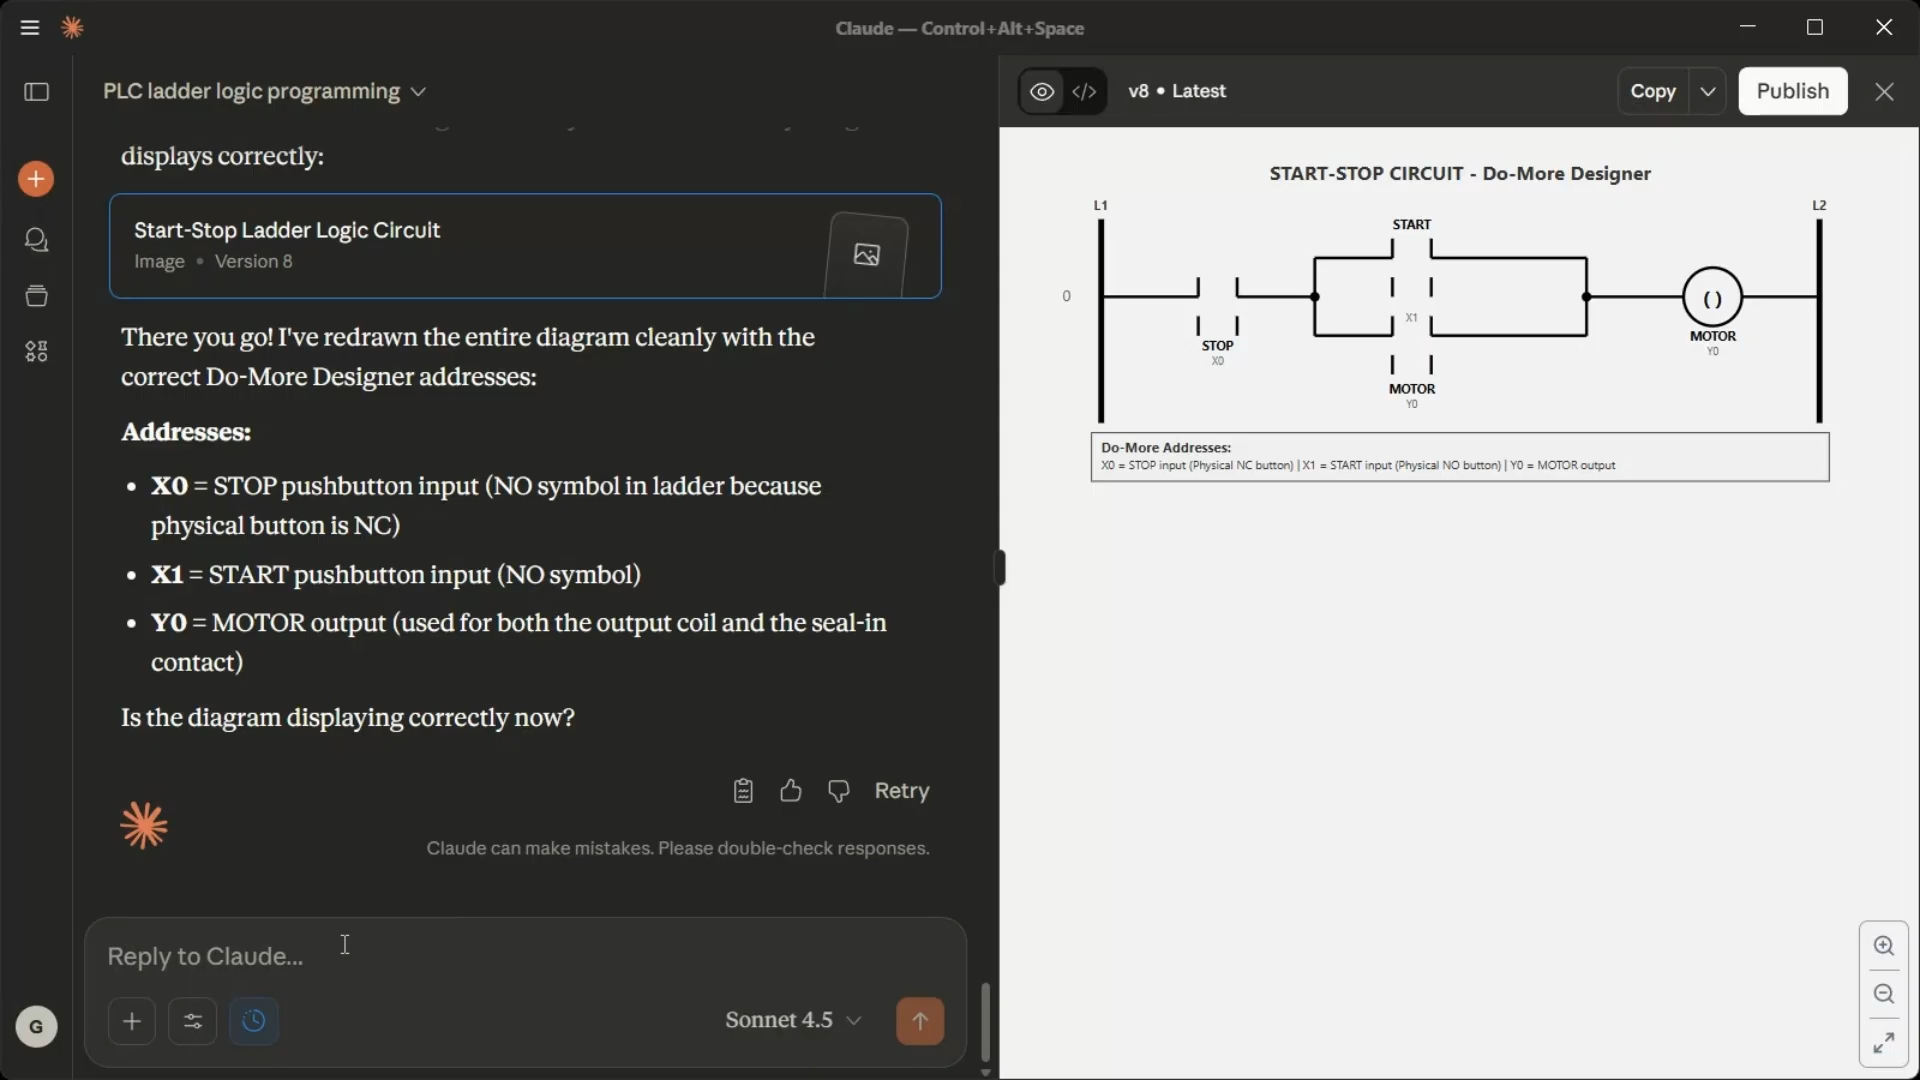 Claude — Control+Alt+Space
PLC ladder logic programming
displays correctly:
Start-Stop Ladder Logic Circuit
Image • Version 8
There you go! I've redrawn the entire diagram cleanly with the
correct Do-More Designer addresses:
Addresses:
• X0 = STOP pushbutton input (NO symbol in ladder because
physical button is NC)
• X1 = START pushbutton input (NO symbol)
• Y0 = MOTOR output (used for both the output coil and the seal-in
contact)
Is the diagram displaying correctly now?
Retry
Claude can make mistakes. Please double-check responses.
Reply to Claude...
Sonnet 4.5
G
v8 • Latest
Copy
Publish
START-STOP CIRCUIT - Do-More Designer
L1
L2
START
0
( )
X1
STOP
X0
MOTOR
Y0
MOTOR
Y0
Do-More Addresses:
X0 = STOP input (Physical NC button) | X1 = START input (Physical NO button) | Y0 = MOTOR output